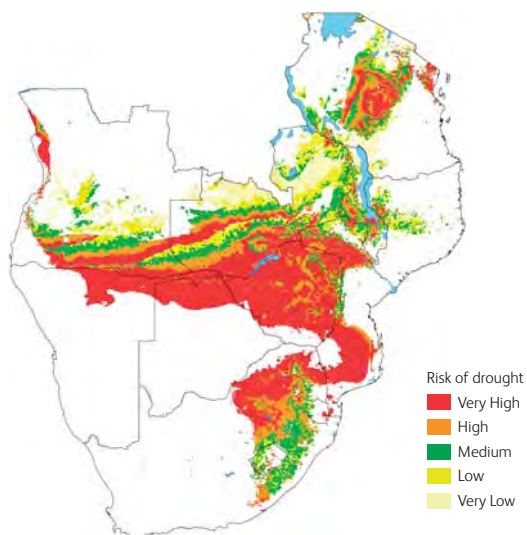 Risk of drought
Very High
High
Medium
Low
Very Low